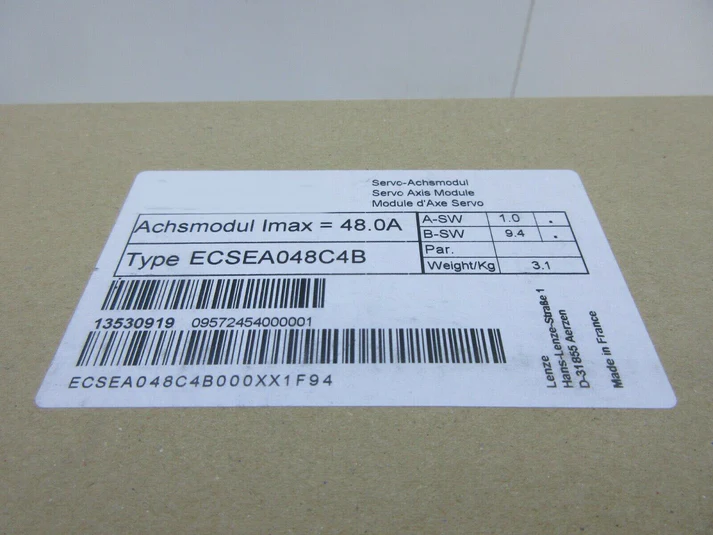 Servo-Achsmodul
Servo Axis Module
Module d'Axe Servo
Achsmodul Imax = 48.0A
A-SW 1.0 .
B-SW 9.4 .
Type ECSEA048C4B
Par.
Weight/Kg 3.1
13530919 09572454000001
ECSEA048C4B000XX1F94
Lenze
Hans-Lenze-Straße 1
D-31855 Aerzen
Made in France